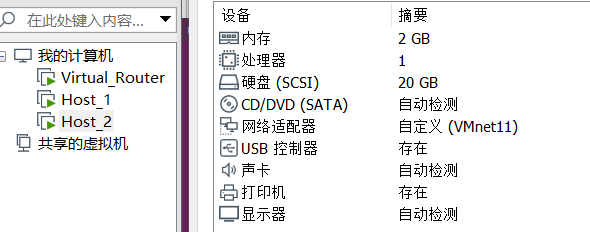 在此处键入内容...
我的计算机
Virtual_Router
Host_1
Host_2
共享的虚拟机
设备 摘要
内存 2 GB
处理器 1
硬盘 (SCSI) 20 GB
CD/DVD (SATA) 自动检测
网络适配器 自定义 (VMnet11)
USB 控制器 存在
声卡 自动检测
打印机 存在
显示器 自动检测